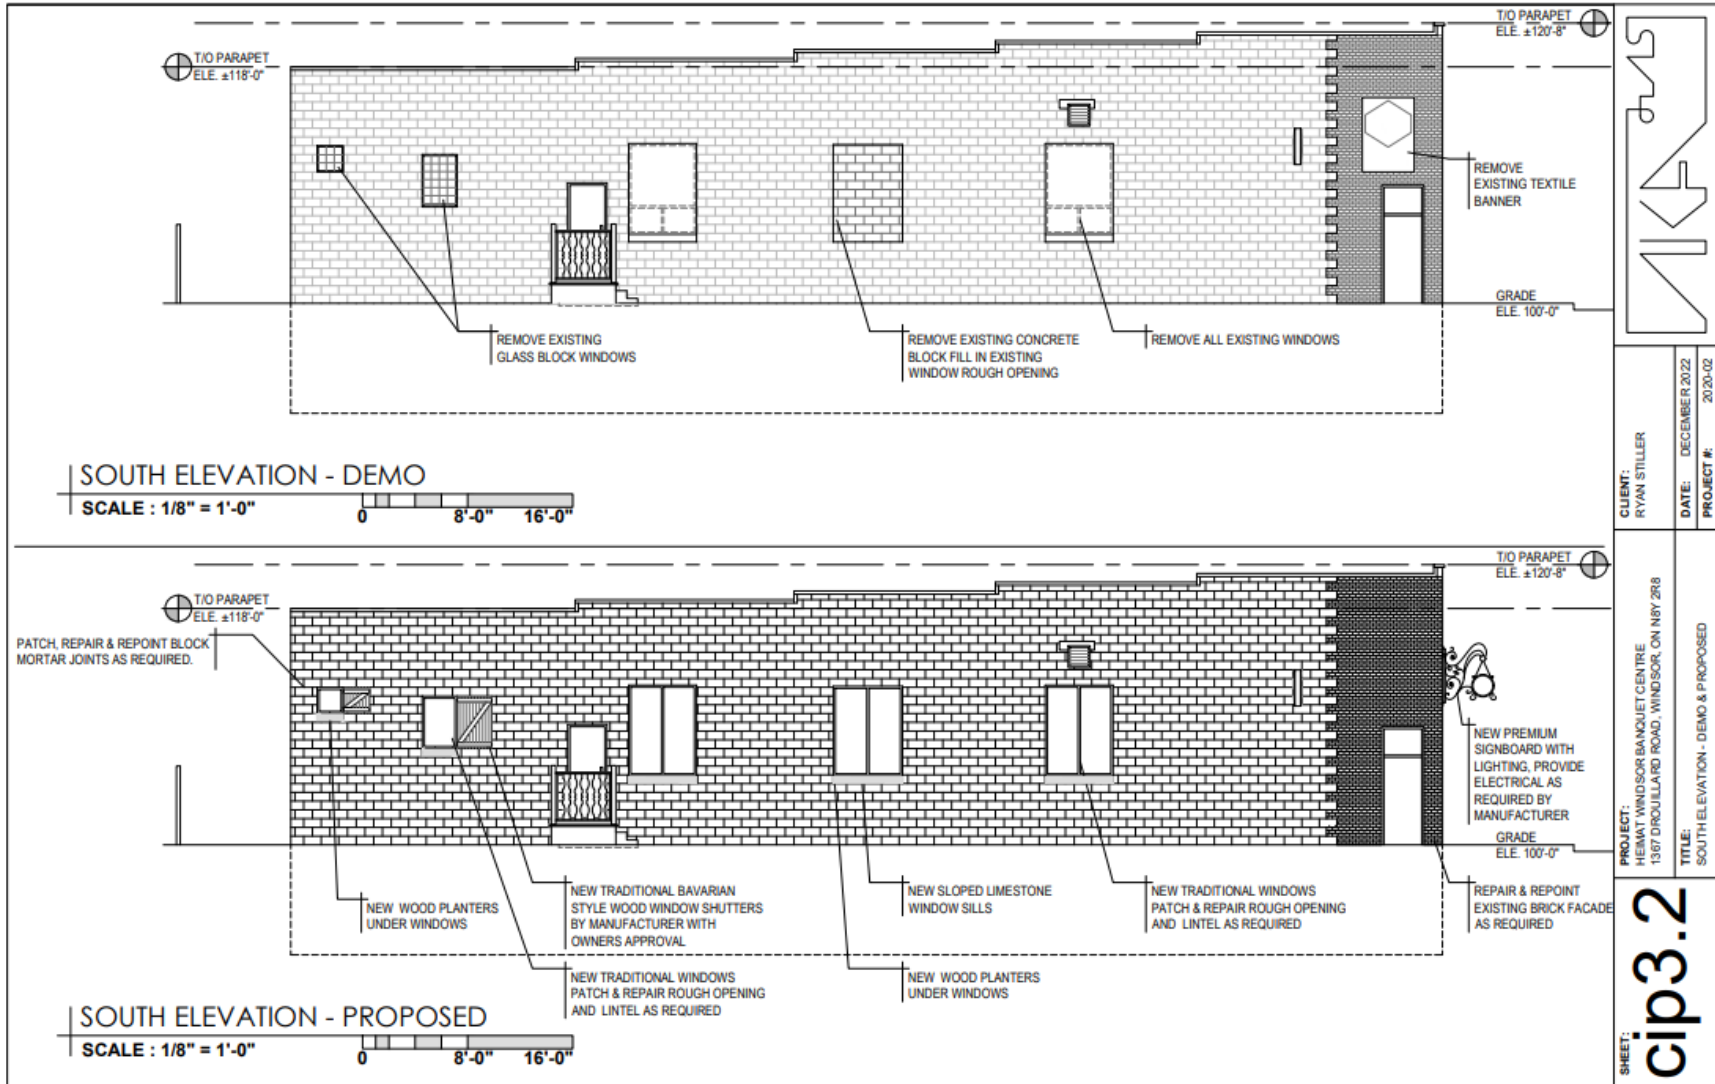 T/O PARAPET
ELE. ±120'-8"
T/O PARAPET
ELE. ±118'-0"
REMOVE
EXISTING TEXTILE
BANNER
GRADE
ELE. 100'-0"
REMOVE EXISTING
GLASS BLOCK WINDOWS
REMOVE EXISTING CONCRETE
BLOCK FILL IN EXISTING
WINDOW ROUGH OPENING
REMOVE ALL EXISTING WINDOWS
SOUTH ELEVATION - DEMO
SCALE : 1/8" = 1'-0"
0 8'-0" 16'-0"
T/O PARAPET
ELE. ±120'-8"
T/O PARAPET
ELE. ±118'-0"
PATCH, REPAIR & REPOINT BLOCK
MORTAR JOINTS AS REQUIRED.
NEW PREMIUM
SIGNBOARD WITH
LIGHTING, PROVIDE
ELECTRICAL AS
REQUIRED BY
MANUFACTURER
GRADE
ELE. 100'-0"
NEW WOOD PLANTERS
UNDER WINDOWS
NEW TRADITIONAL BAVARIAN
STYLE WOOD WINDOW SHUTTERS
BY MANUFACTURER WITH
OWNERS APPROVAL
NEW SLOPED LIMESTONE
WINDOW SILLS
NEW TRADITIONAL WINDOWS
PATCH & REPAIR ROUGH OPENING
AND LINTEL AS REQUIRED
REPAIR & REPOINT
EXISTING BRICK FACADE
AS REQUIRED
NEW TRADITIONAL WINDOWS
PATCH & REPAIR ROUGH OPENING
AND LINTEL AS REQUIRED
NEW WOOD PLANTERS
UNDER WINDOWS
SOUTH ELEVATION - PROPOSED
SCALE : 1/8" = 1'-0"
0 8'-0" 16'-0"
CLIENT:
RYAN STILLER
DATE: DECEMBER 2022
PROJECT #: 2020-02
PROJECT:
HEIMAT WINDSOR BANQUET CENTRE
1367 DROUILLARD ROAD, WINDSOR, ON N8Y 2R8
TITLE:
SOUTH ELEVATION - DEMO & PROPOSED
SHEET:
cip3.2